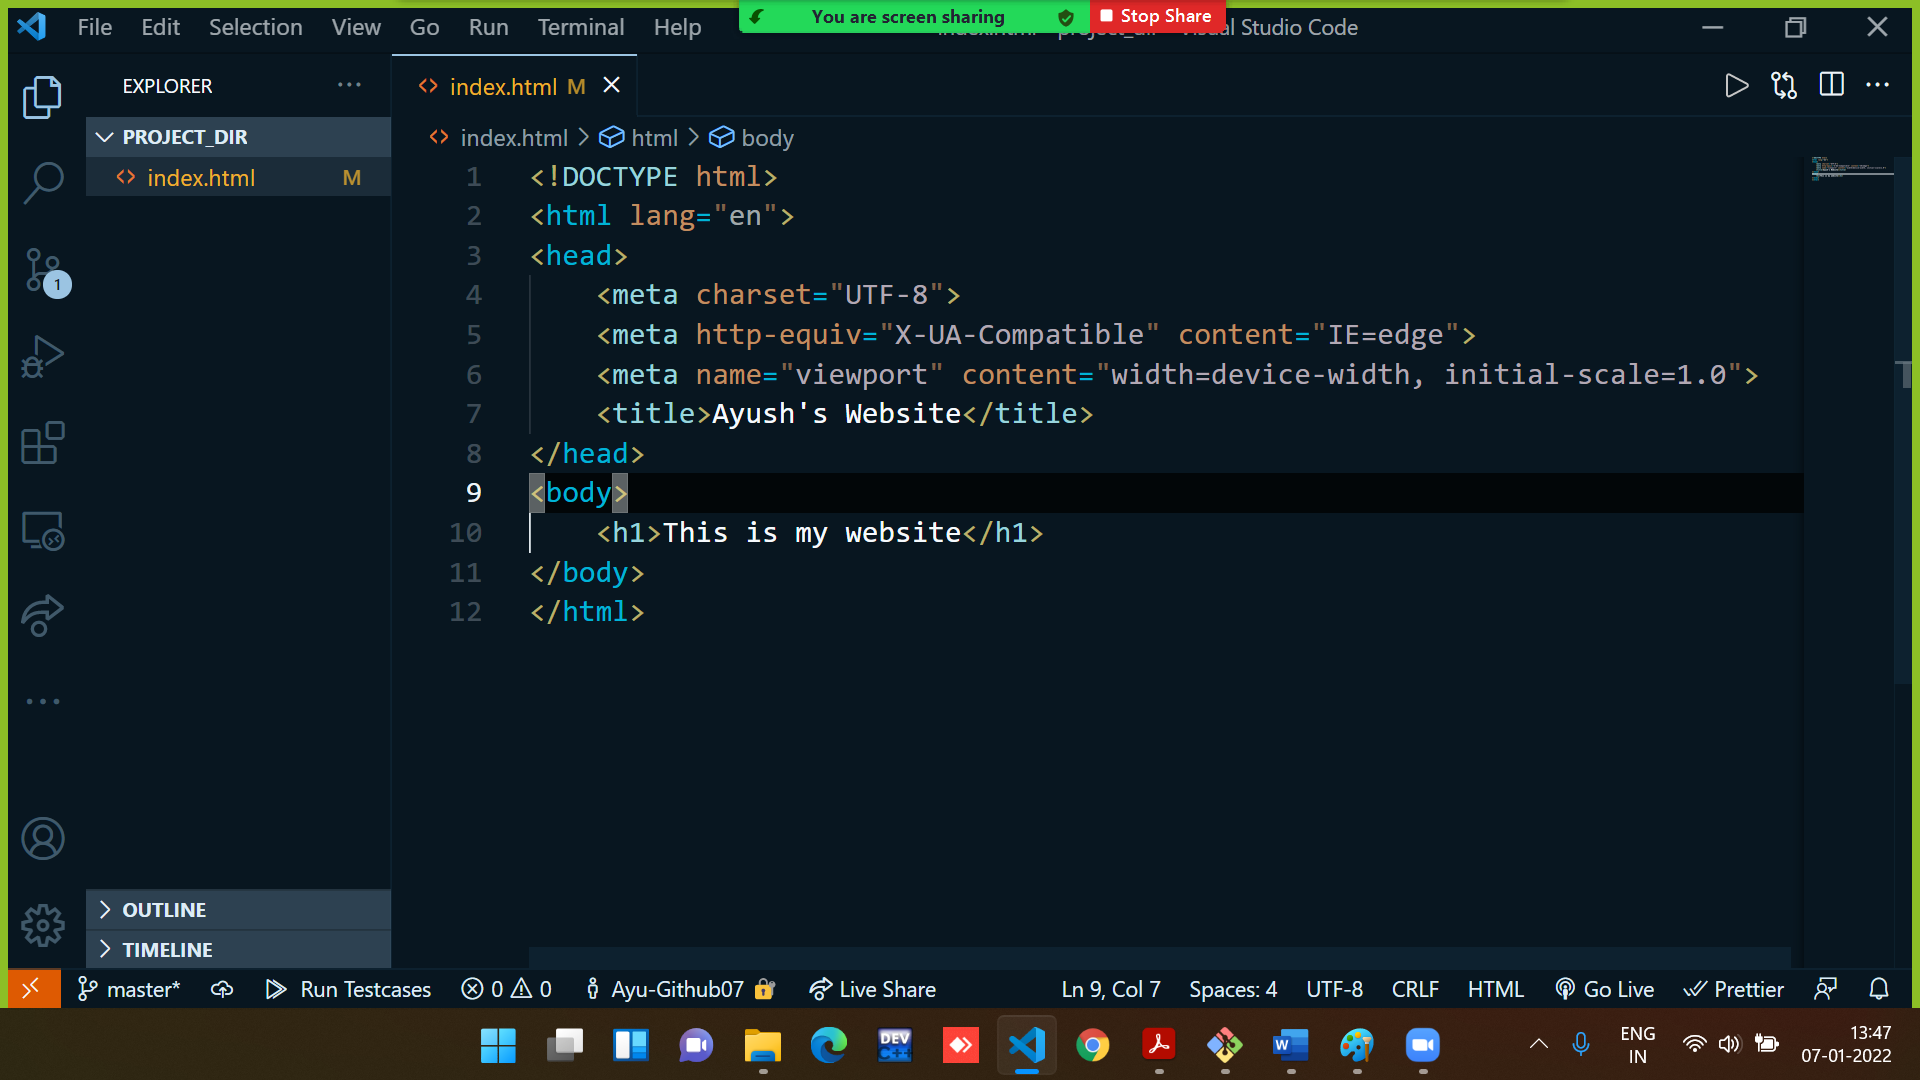 You are screen sharing
Stop Share
File Edit Selection View Go Run Terminal Help
Visual Studio Code
EXPLORER
index.html M
PROJECT_DIR
index.html M
index.html > html > body
1 <!DOCTYPE html>
2 <html lang="en">
3 <head>
4 <meta charset="UTF-8">
5 <meta http-equiv="X-UA-Compatible" content="IE=edge">
6 <meta name="viewport" content="width=device-width, initial-scale=1.0">
7 <title>Ayush's Website</title>
8 </head>
9 <body>
10 <h1>This is my website</h1>
11 </body>
12 </html>
1
OUTLINE
TIMELINE
master* Run Testcases 0 0 Ayu-Github07 Live Share Ln 9, Col 7 Spaces: 4 UTF-8 CRLF HTML Go Live Prettier
DEV
C++
W
ENG
IN
13:47
07-01-2022